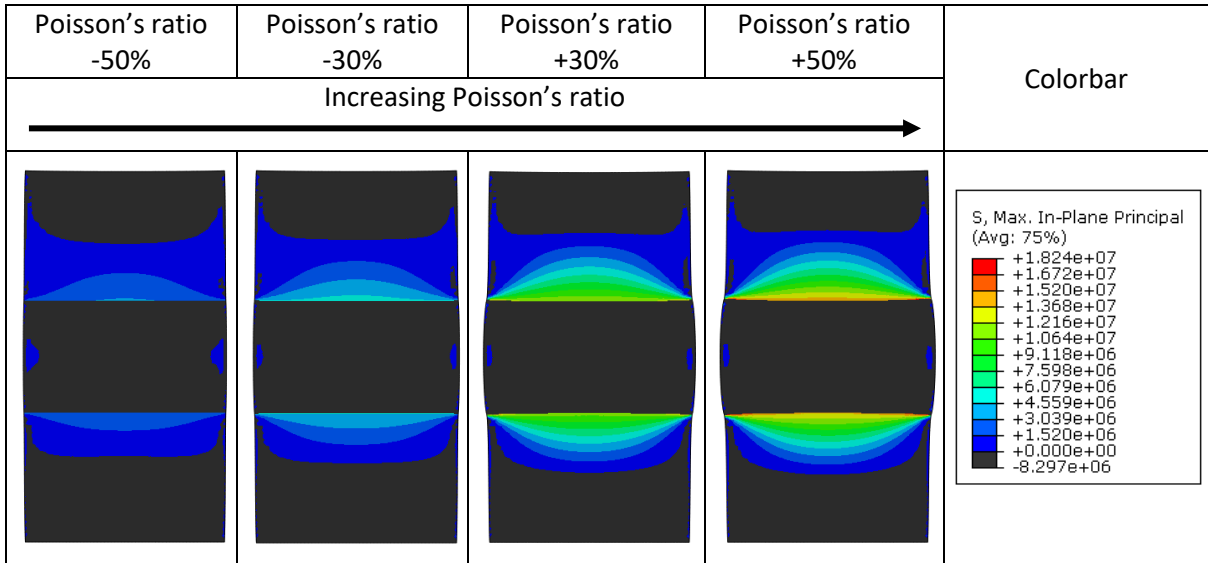 Poisson’s ratio
-50%
Poisson’s ratio
-30%
Poisson’s ratio
+30%
Poisson’s ratio
+50%
Colorbar
Increasing Poisson’s ratio
S, Max. In-Plane Principal
(Avg: 75%)
+1.824e+07
+1.672e+07
+1.520e+07
+1.368e+07
+1.216e+07
+1.064e+07
+9.118e+06
+7.598e+06
+6.079e+06
+4.559e+06
+3.039e+06
+1.520e+06
+0.000e+00
-8.297e+06